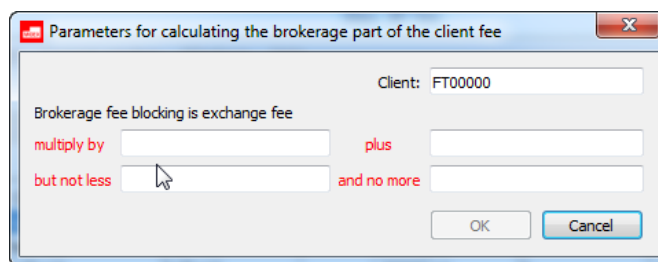 Parameters for calculating the brokerage part of the client fee
Client: FT00000
Brokerage fee blocking is exchange fee
multiply by plus
but not less and no more
OK Cancel